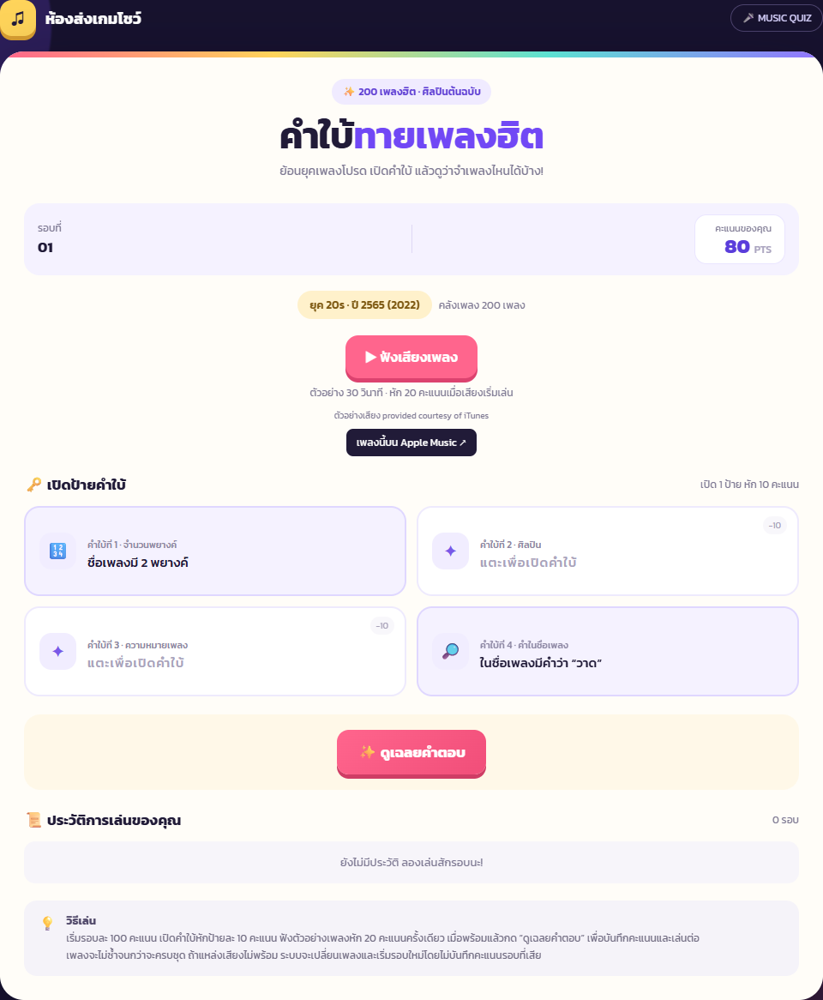 ห้องส่งเกมโชว์
MUSIC QUIZ
200 เพลงฮิต · ศิลปินต้นฉบับ
คำใบ้ทายเพลงฮิต
ย้อนยุคเพลงโปรด เปิดคำใบ้ แล้วดูว่าจำเพลงไหนได้บ้าง!
รอบที่
01
คะแนนของคุณ
80 PTS
ยุค 20s · ปี 2565 (2022)
คลังเพลง 200 เพลง
▶ ฟังเสียงเพลง
ตัวอย่าง 30 วินาที · หัก 20 คะแนนเมื่อเสียงเริ่มเล่น
ตัวอย่างเสียง provided courtesy of iTunes
เพลงนี้บน Apple Music ↗
เปิดป้ายคำใบ้
เปิด 1 ป้าย หัก 10 คะแนน
คำใบ้ที่ 1 · จำนวนพยางค์
ชื่อเพลงมี 2 พยางค์
−10
คำใบ้ที่ 2 · ศิลปิน
แตะเพื่อเปิดคำใบ้
−10
คำใบ้ที่ 3 · ความหมายเพลง
แตะเพื่อเปิดคำใบ้
คำใบ้ที่ 4 · คำในชื่อเพลง
ในชื่อเพลงมีคำว่า “วาด”
ดูเฉลยคำตอบ
ประวัติการเล่นของคุณ
0 รอบ
ยังไม่มีประวัติ ลองเล่นสักรอบนะ!
วิธีเล่น
เริ่มรอบละ 100 คะแนน เปิดคำใบ้หักป้ายละ 10 คะแนน ฟังตัวอย่างเพลงหัก 20 คะแนนครั้งเดียว เมื่อพร้อมแล้วกด “ดูเฉลยคำตอบ” เพื่อบันทึกคะแนนและเล่นต่อ
เพลงจะไม่ซ้ำจนกว่าจะครบชุด ถ้าแหล่งเสียงไม่พร้อม ระบบจะเปลี่ยนเพลงและเริ่มรอบใหม่โดยไม่บันทึกคะแนนรอบที่เสีย